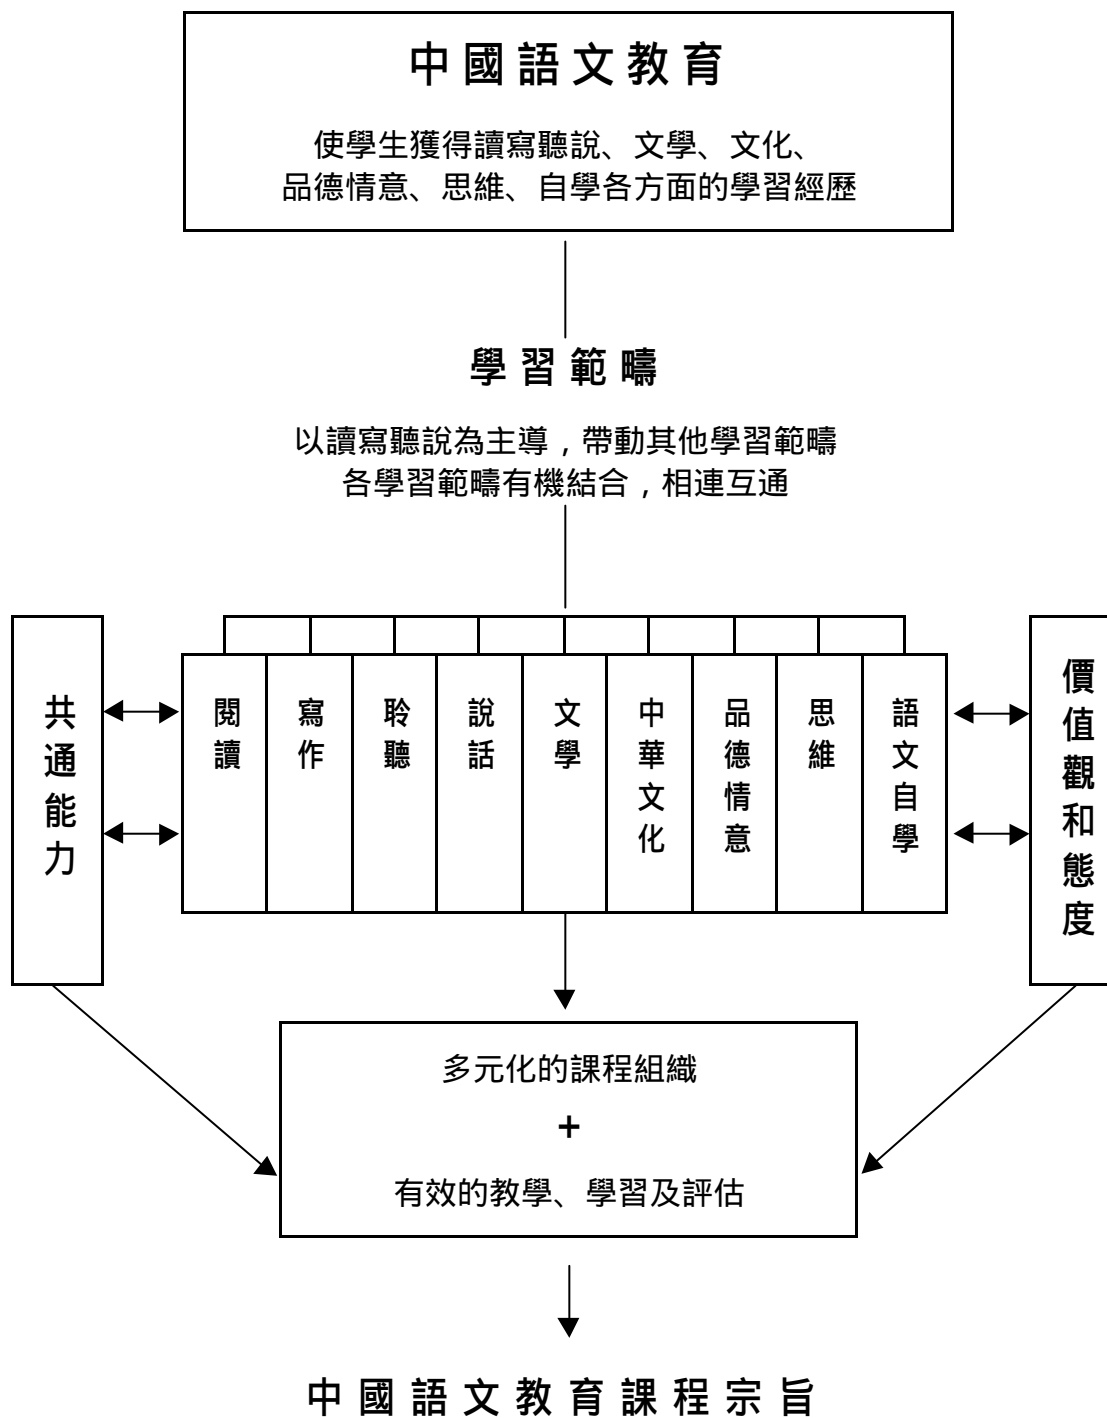 中國語文教育
使學生獲得讀寫聽說、文學、文化、
品德情意、思維、自學各方面的學習經歷
學習範疇
以讀寫聽說為主導，帶動其他學習範疇
各學習範疇有機結合，相連互通
共通能力
閱讀
寫作
聆聽
說話
文學
中華文化
品德情意
思維
語文自學
價值觀和態度
多元化的課程組織
+
有效的教學、學習及評估
中國語文教育課程宗旨